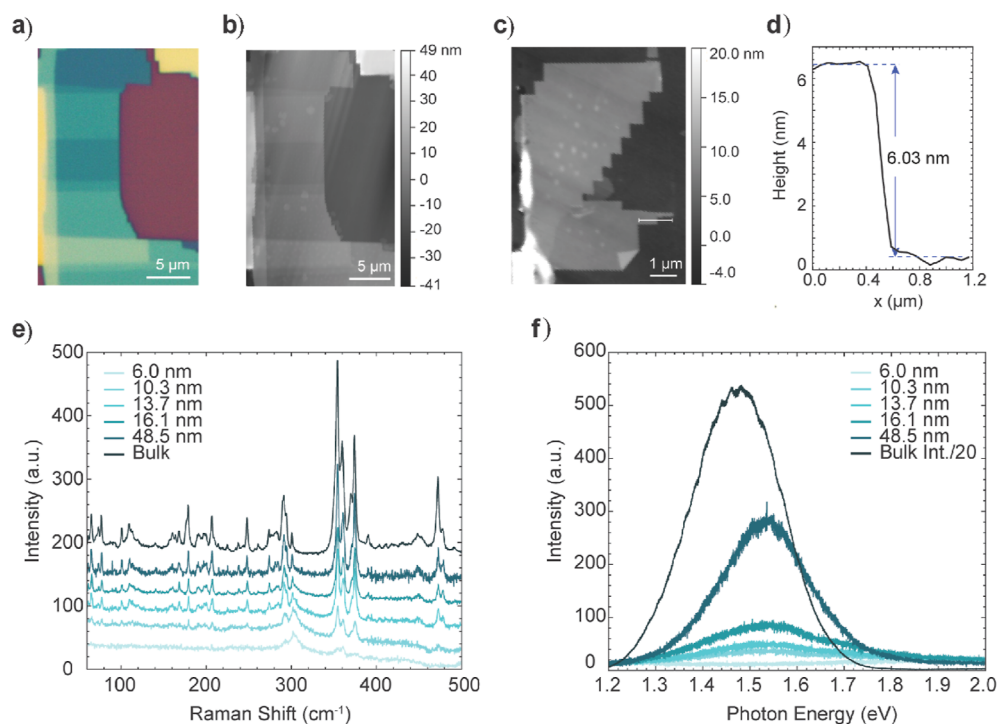 a)
5 µm
b)
5 µm
49 nm
40
30
20
10
0
-10
-20
-30
-41
c)
1 µm
20.0 nm
15.0
10.0
5.0
0.0
-4.0
d)
Height (nm)
6
4
2
0
6.03 nm
0.0 0.4 0.8 1.2
x (µm)
e)
Intensity (a.u.)
500
400
300
200
100
0
6.0 nm
10.3 nm
13.7 nm
16.1 nm
48.5 nm
Bulk
100 200 300 400 500
Raman Shift (cm⁻¹)
f)
Intensity (a.u.)
600
500
400
300
200
100
0
6.0 nm
10.3 nm
13.7 nm
16.1 nm
48.5 nm
Bulk Int./20
1.2 1.3 1.4 1.5 1.6 1.7 1.8 1.9 2.0
Photon Energy (eV)